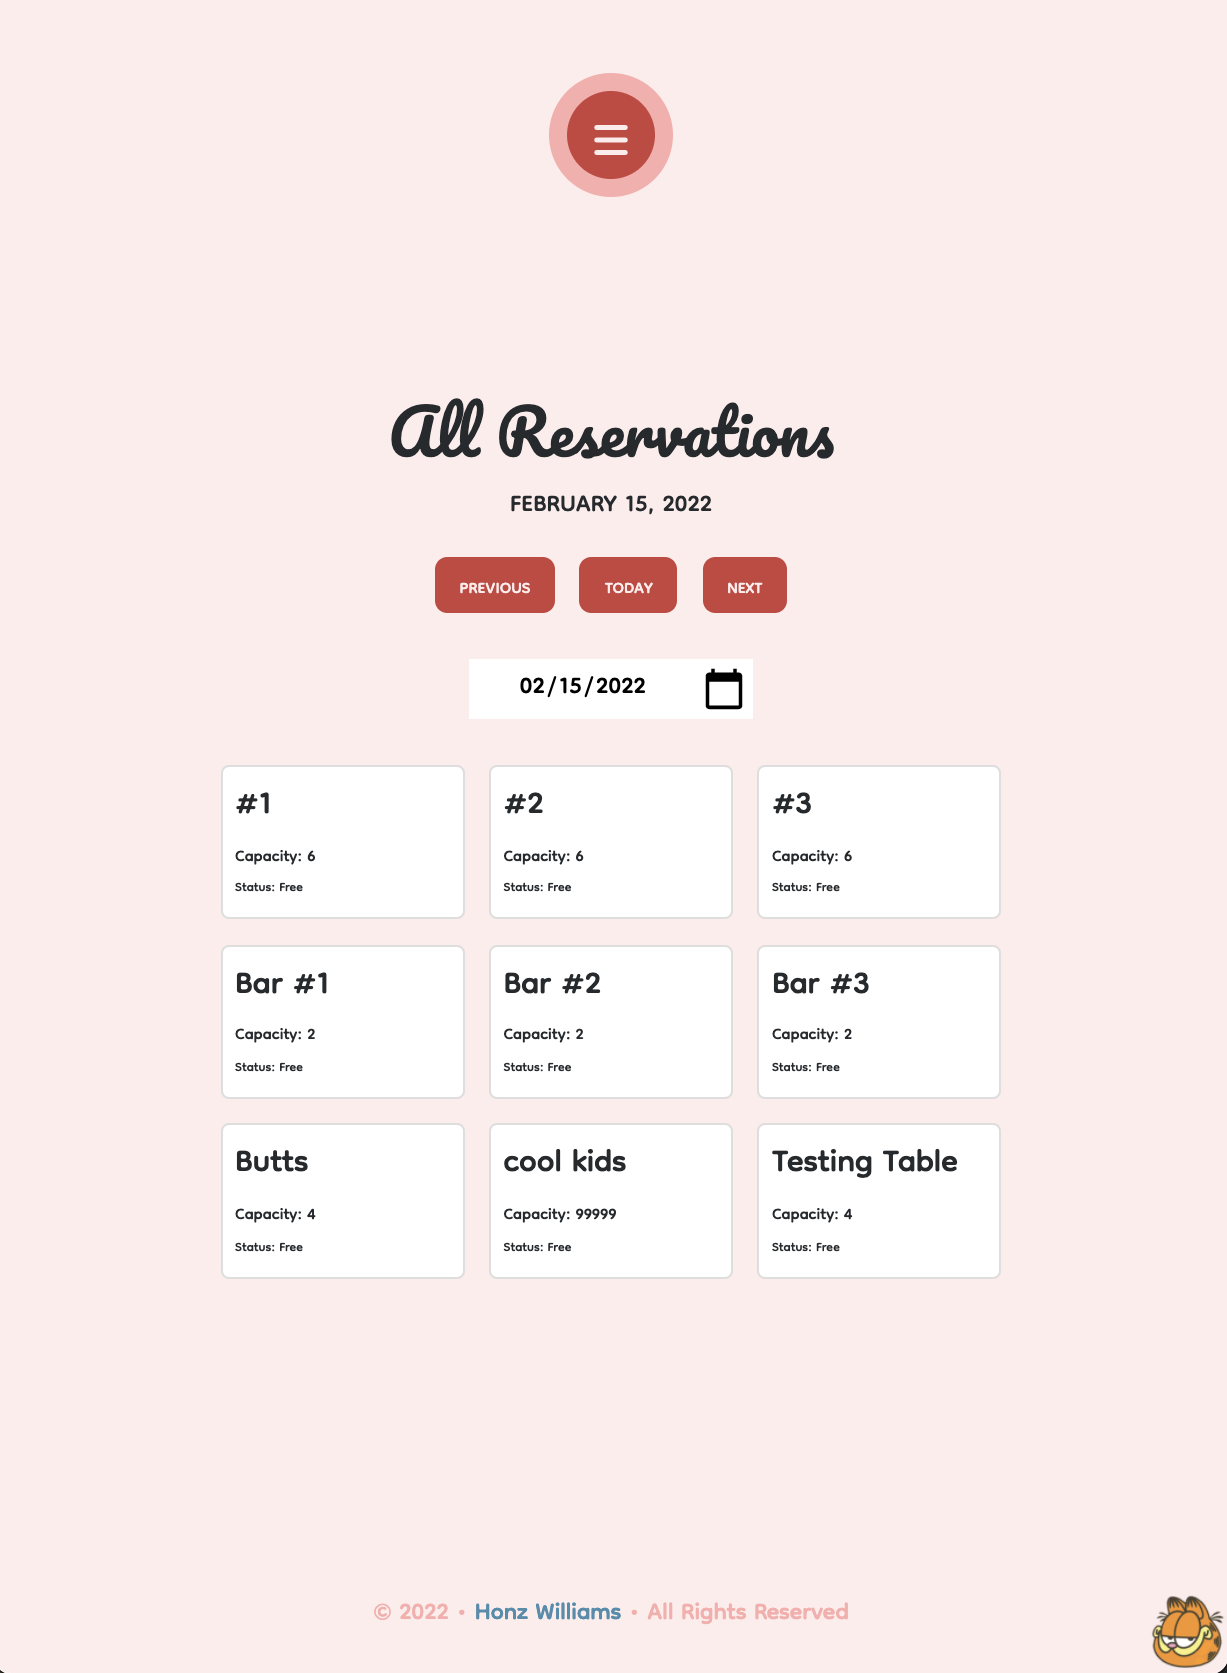 All Reservations
FEBRUARY 15, 2022
PREVIOUS TODAY NEXT
02/15/2022
#1 #2 #3
Capacity: 6 Capacity: 6 Capacity: 6
Status: Free Status: Free Status: Free
Bar #1 Bar #2 Bar #3
Capacity: 2 Capacity: 2 Capacity: 2
Status: Free Status: Free Status: Free
Butts cool kids Testing Table
Capacity: 4 Capacity: 99999 Capacity: 4
Status: Free Status: Free Status: Free
© 2022 • Honz Williams • All Rights Reserved